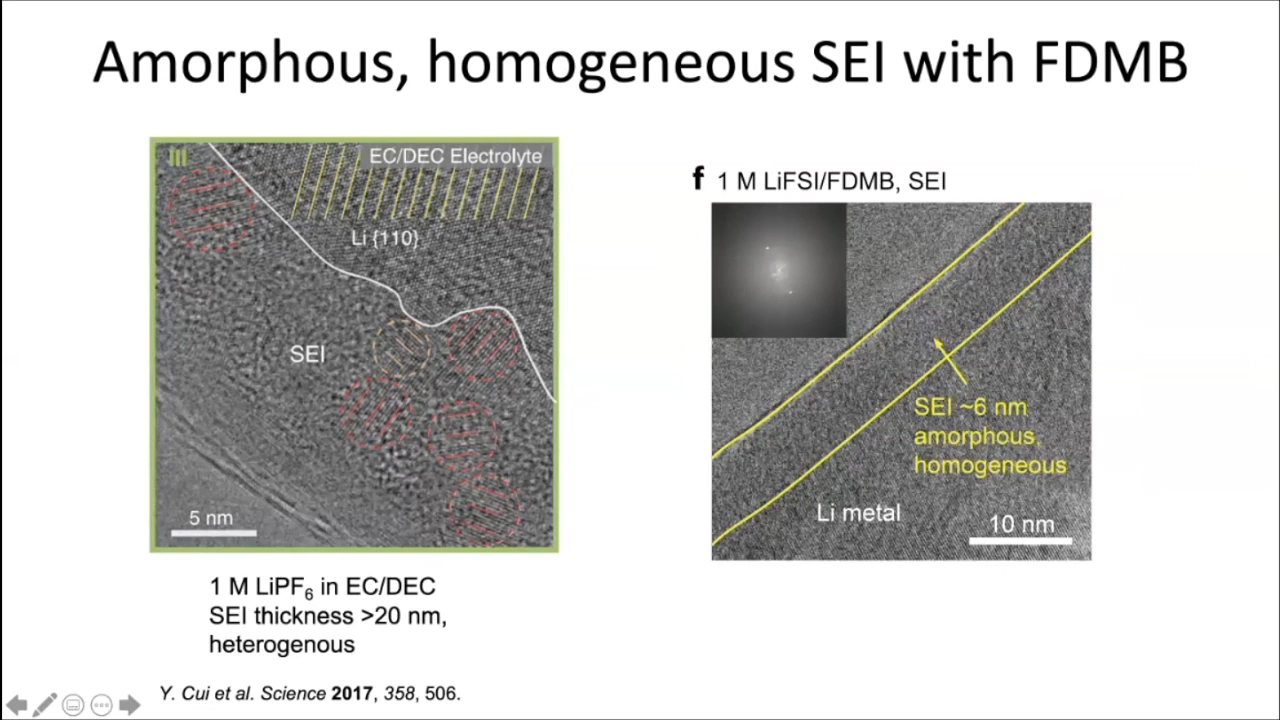 Amorphous, homogeneous SEI with FDMB
III
EC/DEC Electrolyte
Li {110}
SEI
5 nm
1 M LiPF₆ in EC/DEC
SEI thickness >20 nm,
heterogenous
f 1 M LiFSI/FDMB, SEI
SEI ~6 nm
amorphous,
homogeneous
Li metal
10 nm
Y. Cui et al. Science 2017, 358, 506.